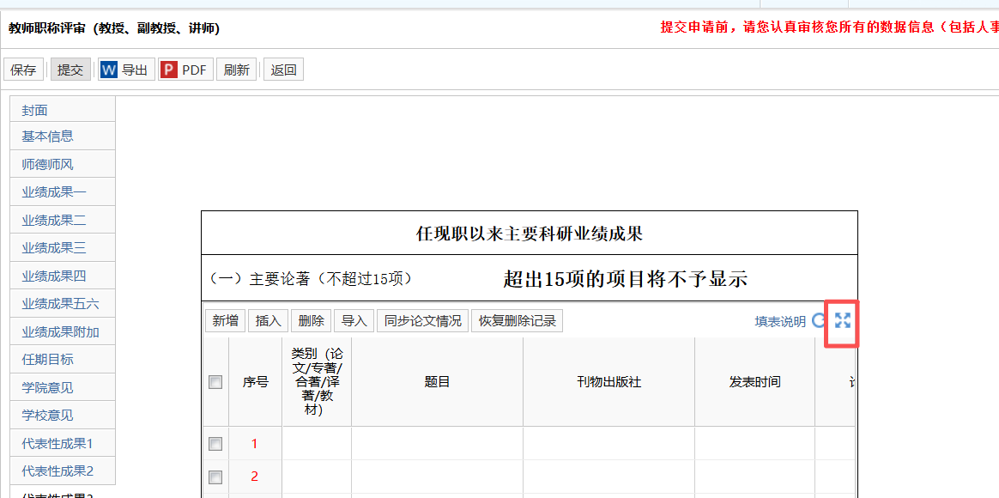 教师职称评审（教授、副教授、讲师）
提交申请前，请您认真审核您所有的数据信息（包括人事
保存 提交 W 导出 P PDF 刷新 返回
封面
基本信息
师德师风
业绩成果一
业绩成果二
业绩成果三
业绩成果四
业绩成果五六
业绩成果附加
任期目标
学院意见
学校意见
代表性成果1
代表性成果2
任现职以来主要科研业绩成果
（一）主要论著（不超过15项） 超出15项的项目将不予显示
新增 插入 删除 导入 同步论文情况 恢复删除记录 填表说明
序号
类别（论
文/专著/
合著/译
著/教
材）
题目
刊物出版社
发表时间
1
2